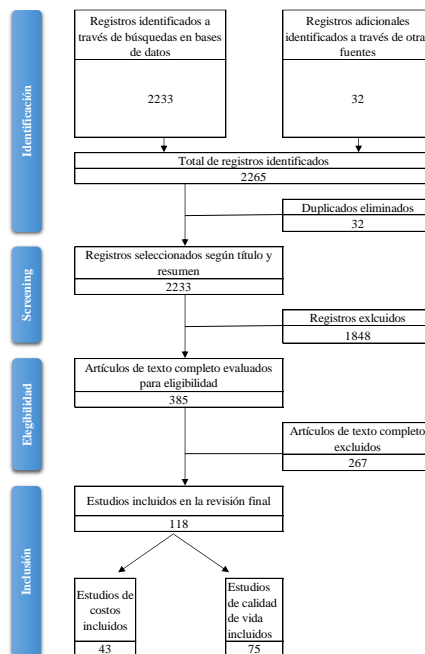 Identificación
Registros identificados a
través de búsquedas en bases
de datos
2233
Registros adicionales
identificados a través de otra
fuentes
32
Total de registros identificados
2265
Duplicados eliminados
32
Screening
Registros seleccionados según título y
resumen
2233
Registros exlcuidos
1848
Elegibilidad
Artículos de texto completo evaluados
para eligibilidad
385
Artículos de texto completo
excluidos
267
Inclusión
Estudios incluidos en la revisión final
118
Estudios de
costos
incluidos
43
Estudios
de calidad
de vida
incluidos
75